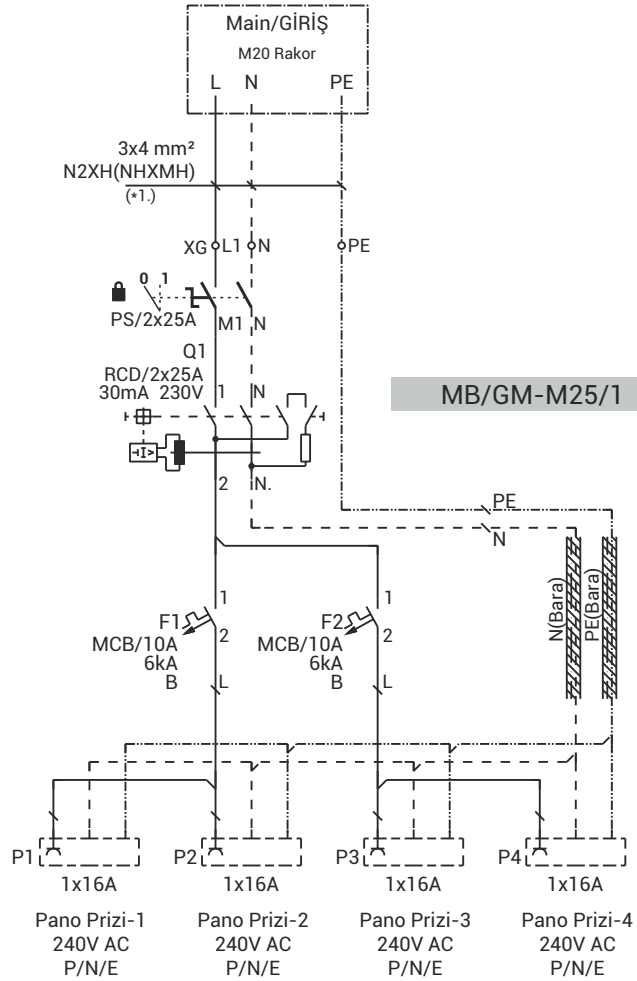 Main/GİRİŞ
M20 Rakor
L N PE
3x4 mm²
N2XH(NHXMH)
(*1.)
XG L1 N PE
0 1
PS/2x25A M1 N
Q1
RCD/2x25A
30mA 230V 1 N
MB/GM-M25/1
I>
2 N.
PE
N
N(Bara) PE(Bara)
F1 1
MCB/10A 2
6kA
B L
F2 1
MCB/10A 2
6kA
B L
P1 P2 P3 P4
1x16A 1x16A 1x16A 1x16A
Pano Prizi-1 Pano Prizi-2 Pano Prizi-3 Pano Prizi-4
240V AC 240V AC 240V AC 240V AC
P/N/E P/N/E P/N/E P/N/E